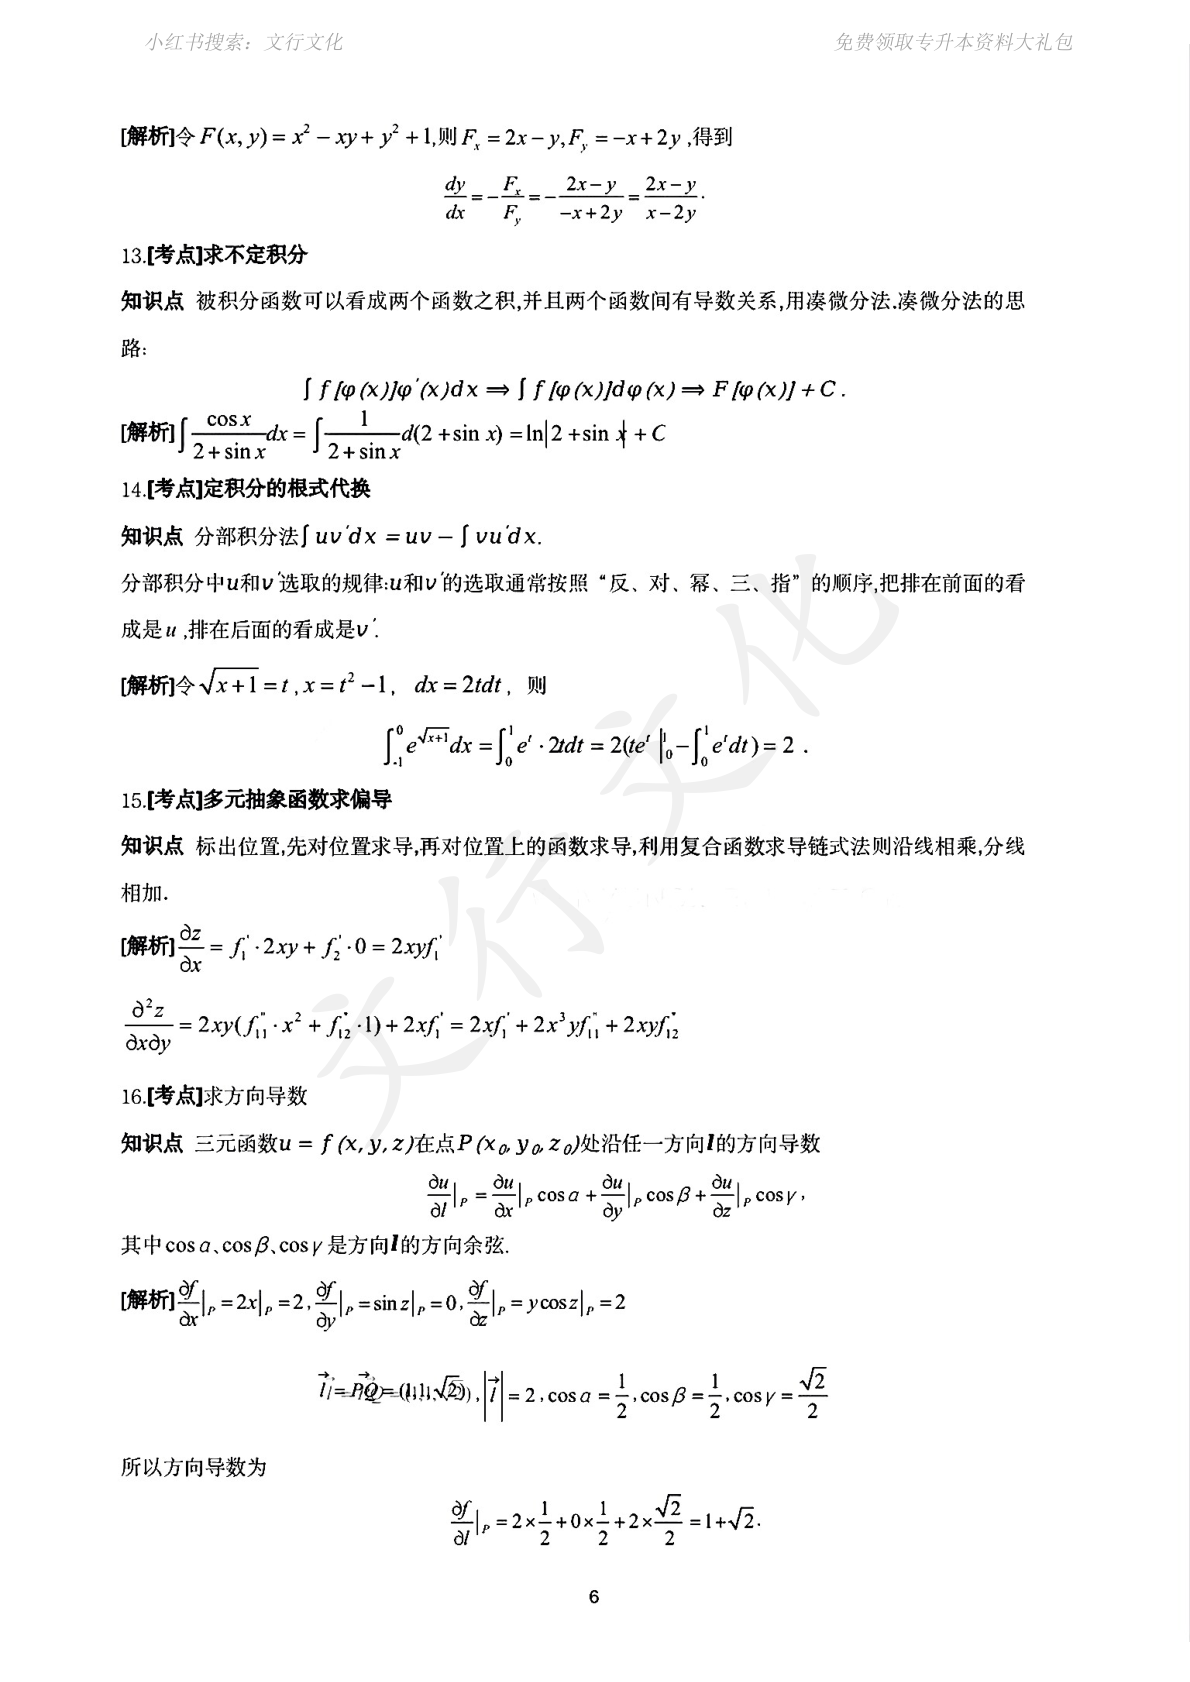 小红书搜索：文行文化 免费领取专升本资料大礼包
[解析]令 F(x, y) = x² − xy + y² + 1,则 Fₓ = 2x − y, F_y = −x + 2y ,得到
dy/dx = −Fₓ/F_y = −(2x − y)/(−x + 2y) = (2x − y)/(x − 2y).
13.[考点]求不定积分
知识点 被积分函数可以看成两个函数之积,并且两个函数间有导数关系,用凑微分法.凑微分法的思
路:
∫ f [φ (x)]φ′(x)dx ⇒ ∫ f [φ (x)]dφ (x) ⇒ F [φ (x)] + C .
[解析]∫ cos x/(2 + sin x) dx = ∫ 1/(2 + sin x) d(2 + sin x) = ln|2 + sin x| + C
14.[考点]定积分的根式代换
知识点 分部积分法∫ uv′dx = uv − ∫ vu′dx.
分部积分中u和v′选取的规律:u和v′的选取通常按照“反、对、幂、三、指”的顺序,把排在前面的看
成是 u ,排在后面的看成是v′.
[解析]令 √(x+1) = t , x = t² − 1， dx = 2tdt，则
∫₋₁⁰ e^√(x+1) dx = ∫₀¹ eᵗ · 2tdt = 2(teᵗ |₀¹ − ∫₀¹ eᵗdt) = 2 .
15.[考点]多元抽象函数求偏导
知识点 标出位置,先对位置求导,再对位置上的函数求导,利用复合函数求导链式法则沿线相乘,分线
相加.
[解析]∂z/∂x = f₁′ · 2xy + f₂′ · 0 = 2xyf₁′
∂²z/∂x∂y = 2xy(f₁₁″ · x² + f₁₂″ · 1) + 2xf₁′ = 2xf₁′ + 2x³yf₁₁″ + 2xyf₁₂″
16.[考点]求方向导数
知识点 三元函数u = f (x, y, z)在点P (x₀, y₀, z₀)处沿任一方向l的方向导数
∂u/∂l|_P = ∂u/∂x|_P cos α + ∂u/∂y|_P cos β + ∂u/∂z|_P cos γ ,
其中cos α、cos β、cos γ 是方向l的方向余弦.
[解析]∂f/∂x|_P = 2x|_P = 2 , ∂f/∂y|_P = sin z|_P = 0 , ∂f/∂z|_P = y cos z|_P = 2
l⃗ = PQ⃗ = (1,1,√2) , |l⃗| = 2 , cos α = 1/2 , cos β = 1/2 , cos γ = √2/2
所以方向导数为
∂f/∂l|_P = 2 × 1/2 + 0 × 1/2 + 2 × √2/2 = 1 + √2.
文行文化
6